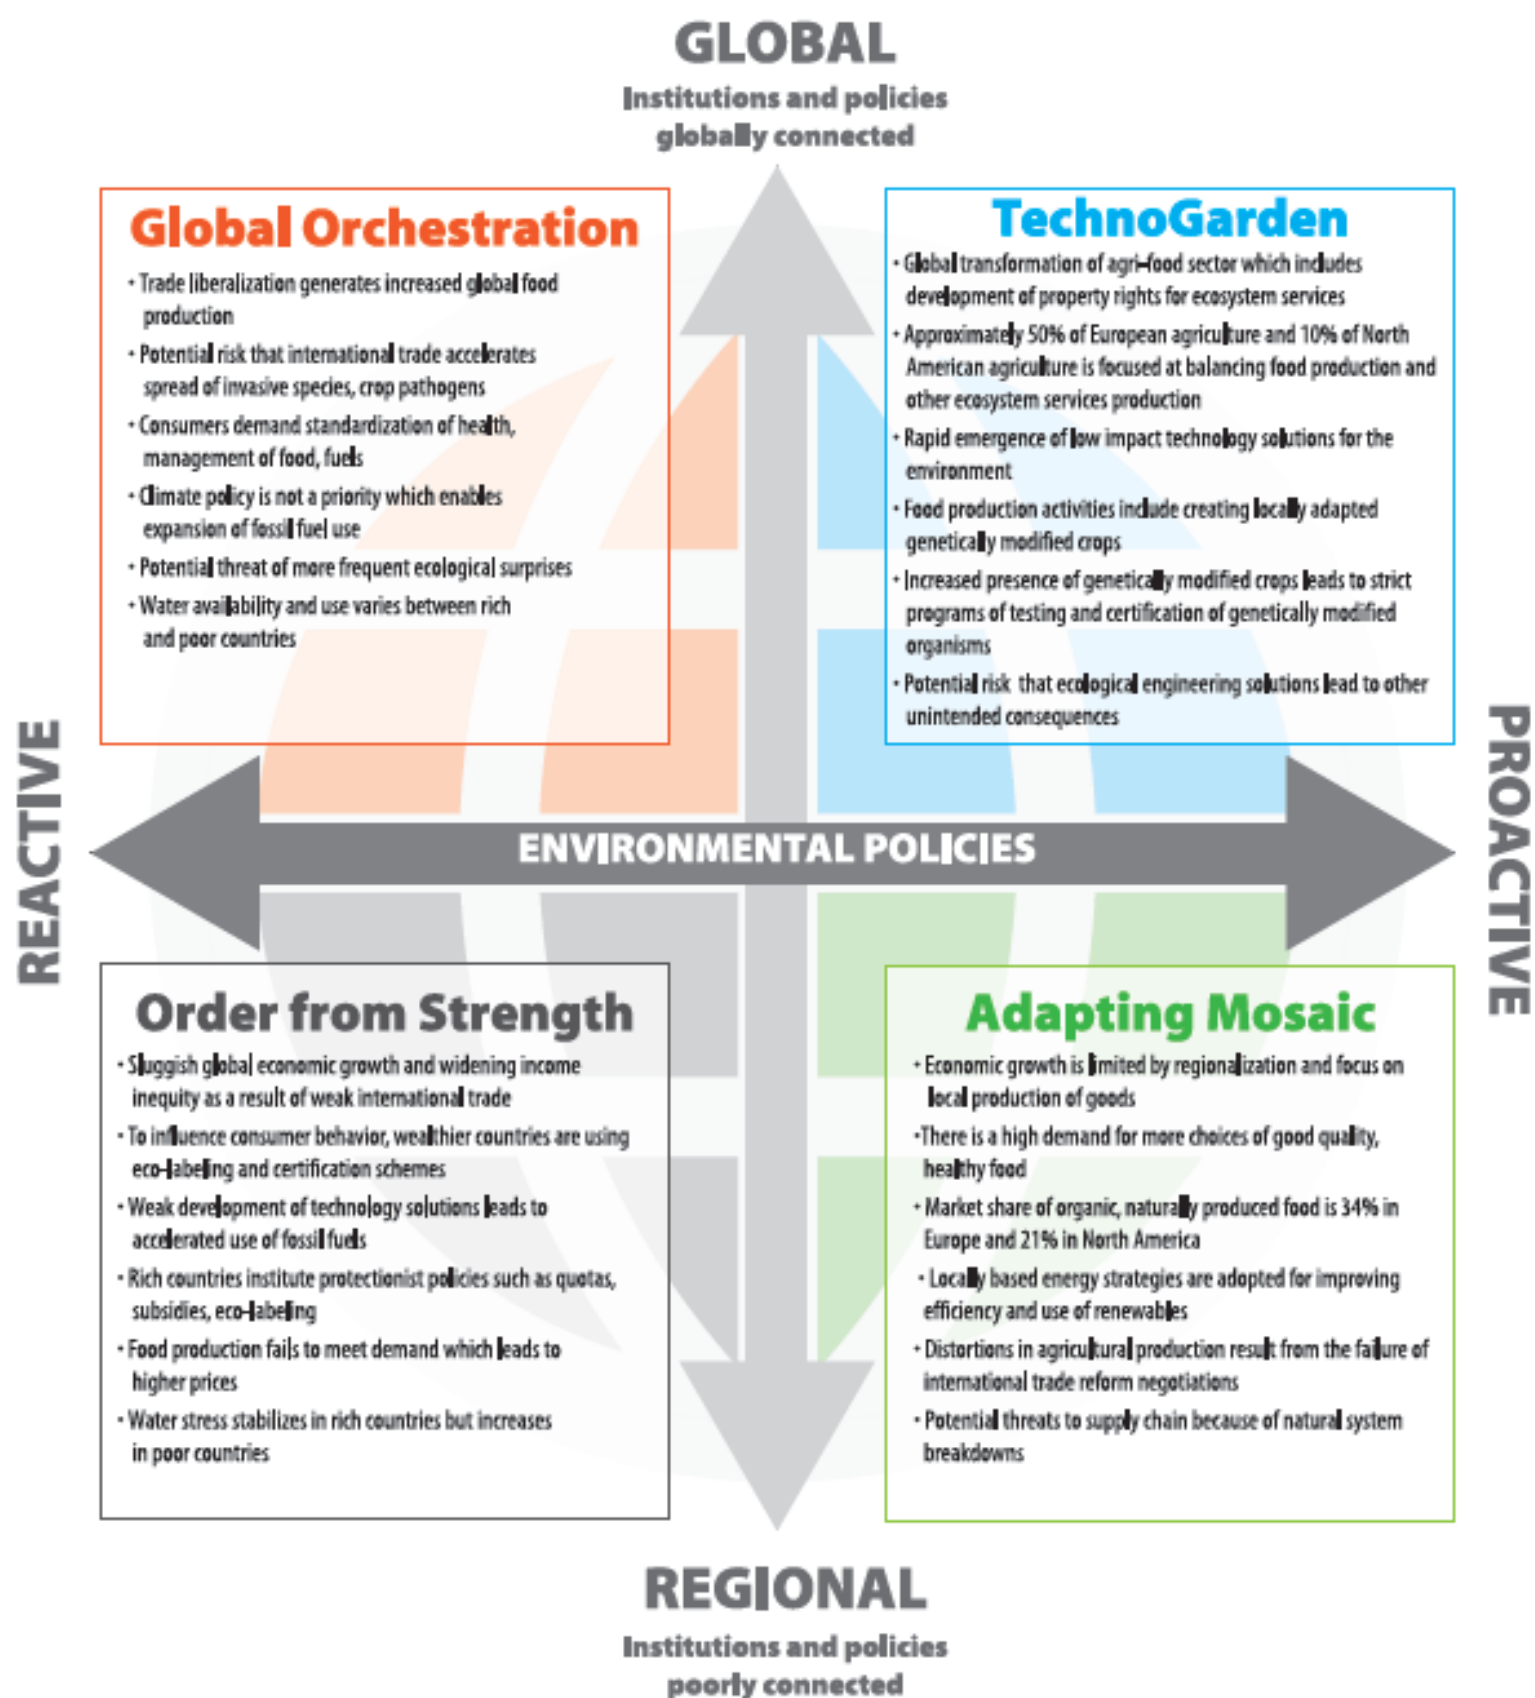 GLOBAL
Institutions and policies
globally connected
Global Orchestration
• Trade liberalization generates increased global food
production
• Potential risk that international trade accelerates
spread of invasive species, crop pathogens
• Consumers demand standardization of health,
management of food, fuels
• Climate policy is not a priority which enables
expansion of fossil fuel use
• Potential threat of more frequent ecological surprises
• Water availability and use varies between rich
and poor countries
TechnoGarden
• Global transformation of agri-food sector which includes
development of property rights for ecosystem services
• Approximately 50% of European agriculture and 10% of North
American agriculture is focused at balancing food production and
other ecosystem services production
• Rapid emergence of low impact technology solutions for the
environment
• Food production activities include creating locally adapted
genetically modified crops
• Increased presence of genetically modified crops leads to strict
programs of testing and certification of genetically modified
organisms
• Potential risk that ecological engineering solutions lead to other
unintended consequences
REACTIVE
ENVIRONMENTAL POLICIES
PROACTIVE
Order from Strength
• Sluggish global economic growth and widening income
inequity as a result of weak international trade
• To influence consumer behavior, wealthier countries are using
eco-labeling and certification schemes
• Weak development of technology solutions leads to
accelerated use of fossil fuels
• Rich countries institute protectionist policies such as quotas,
subsidies, eco-labeling
• Food production fails to meet demand which leads to
higher prices
• Water stress stabilizes in rich countries but increases
in poor countries
Adapting Mosaic
• Economic growth is limited by regionalization and focus on
local production of goods
•There is a high demand for more choices of good quality,
healthy food
• Market share of organic, naturally produced food is 34% in
Europe and 21% in North America
• Locally based energy strategies are adopted for improving
efficiency and use of renewables
• Distortions in agricultural production result from the failure of
international trade reform negotiations
• Potential threats to supply chain because of natural system
breakdowns
REGIONAL
Institutions and policies
poorly connected